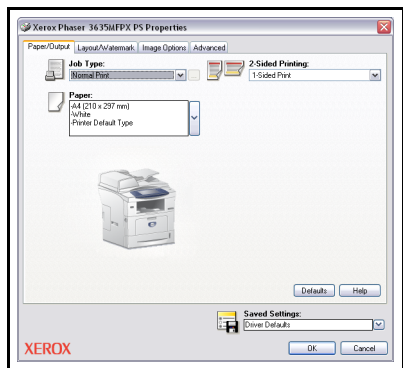 Xerox Phaser 3635MFPX PS Properties
Paper/Output Layout/Watermark Image Options Advanced
Job Type:
Normal Print
2-Sided Printing:
1-Sided Print
Paper:
-A4 (210 x 297 mm)
-White
-Printer Default Type
Defaults Help
Saved Settings:
Driver Defaults
XEROX
OK Cancel